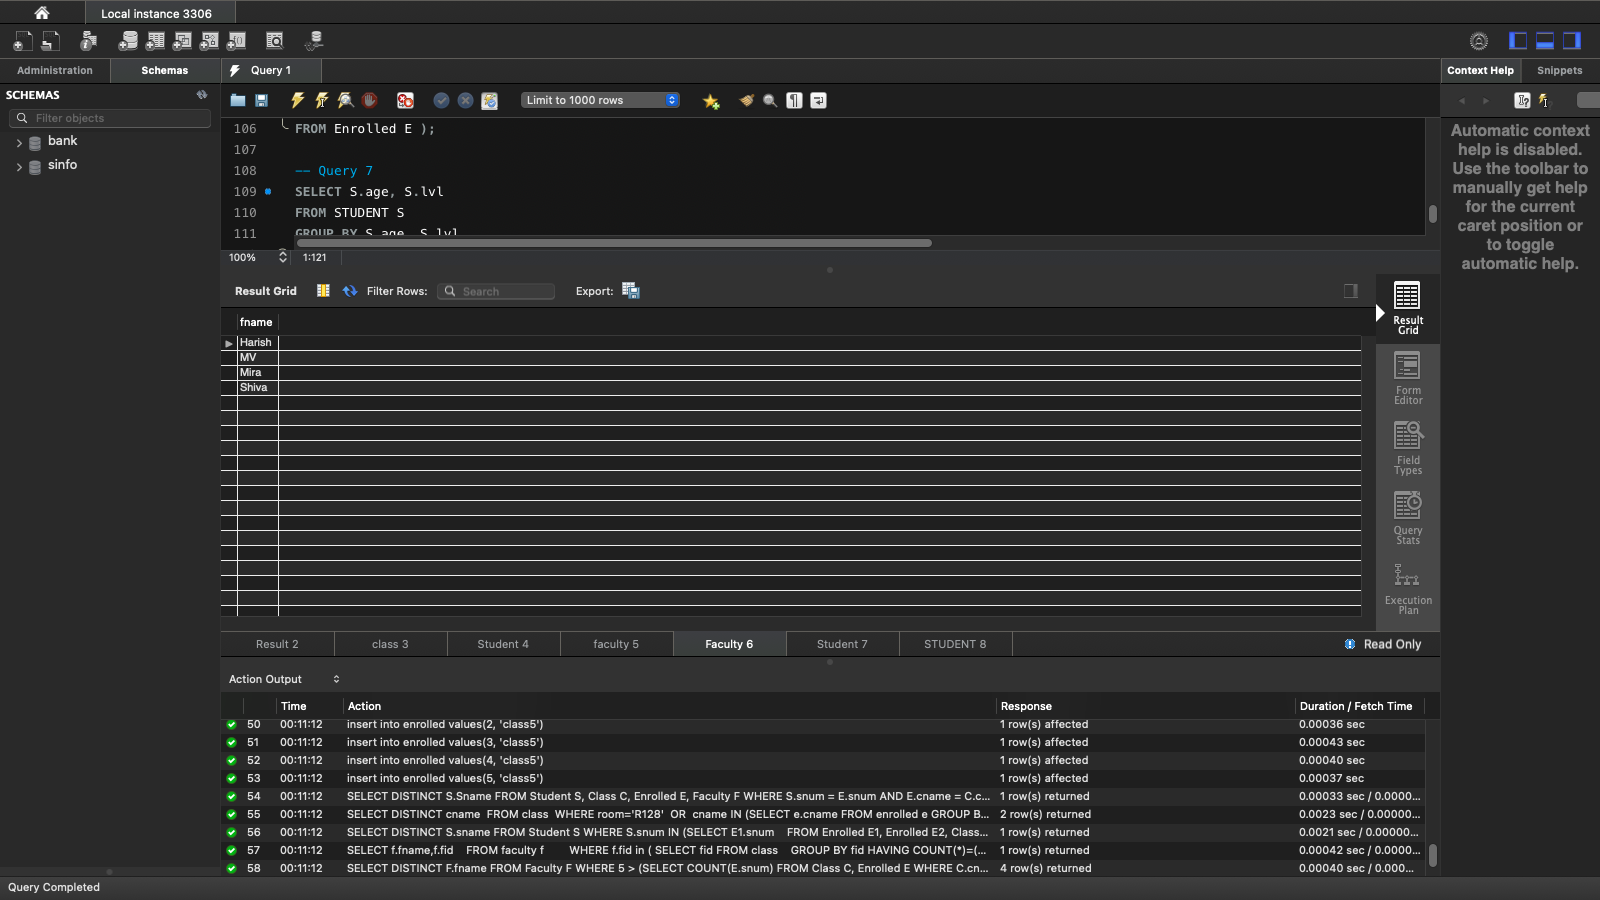 Local instance 3306
Administration
Schemas
Query 1
Context Help
Snippets
SCHEMAS
Filter objects
bank
sinfo
Limit to 1000 rows
106 FROM Enrolled E );
107
108 -- Query 7
109 SELECT S.age, S.lvl
110 FROM STUDENT S
111 GROUP BY S.age, S.lvl
100%
1:121
Automatic context
help is disabled.
Use the toolbar to
manually get help
for the current
caret position or
to toggle
automatic help.
Result Grid
Filter Rows:
Search
Export:
fname
Harish
MV
Mira
Shiva
Result
Grid
Form
Editor
Field
Types
Query
Stats
Execution
Plan
Result 2
class 3
Student 4
faculty 5
Faculty 6
Student 7
STUDENT 8
Read Only
Action Output
Time Action Response Duration / Fetch Time
50 00:11:12 insert into enrolled values(2, 'class5') 1 row(s) affected 0.00036 sec
51 00:11:12 insert into enrolled values(3, 'class5') 1 row(s) affected 0.00043 sec
52 00:11:12 insert into enrolled values(4, 'class5') 1 row(s) affected 0.00040 sec
53 00:11:12 insert into enrolled values(5, 'class5') 1 row(s) affected 0.00037 sec
54 00:11:12 SELECT DISTINCT S.Sname FROM Student S, Class C, Enrolled E, Faculty F WHERE S.snum = E.snum AND E.cname = C.c... 1 row(s) returned 0.00033 sec / 0.0000...
55 00:11:12 SELECT DISTINCT cname FROM class WHERE room='R128' OR cname IN (SELECT e.cname FROM enrolled e GROUP B... 2 row(s) returned 0.0023 sec / 0.0000...
56 00:11:12 SELECT DISTINCT S.sname FROM Student S WHERE S.snum IN (SELECT E1.snum FROM Enrolled E1, Enrolled E2, Class... 1 row(s) returned 0.0021 sec / 0.00000...
57 00:11:12 SELECT f.fname,f.fid FROM faculty f WHERE f.fid in ( SELECT fid FROM class GROUP BY fid HAVING COUNT(*)=(... 1 row(s) returned 0.00042 sec / 0.000...
58 00:11:12 SELECT DISTINCT F.fname FROM Faculty F WHERE 5 > (SELECT COUNT(E.snum) FROM Class C, Enrolled E WHERE C.cn... 4 row(s) returned 0.00040 sec / 0.000...
Query Completed